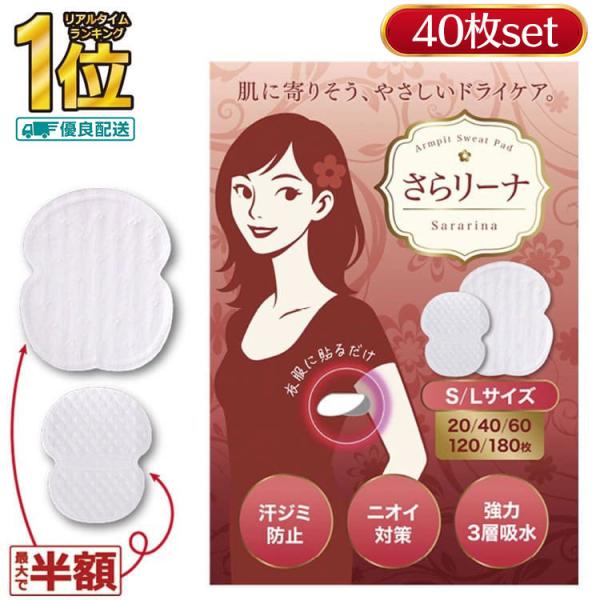 リアルタイム
ランキング
1位
優良配送
40枚set
肌に寄りそう、やさしいドライケア。
Armpit Sweat Pad
さらリーナ
Sararina
衣服に貼るだけ
S/Lサイズ
20/40/60
120/180枚
汗ジミ
防止
ニオイ
対策
強力
3層吸水
最大で
半額